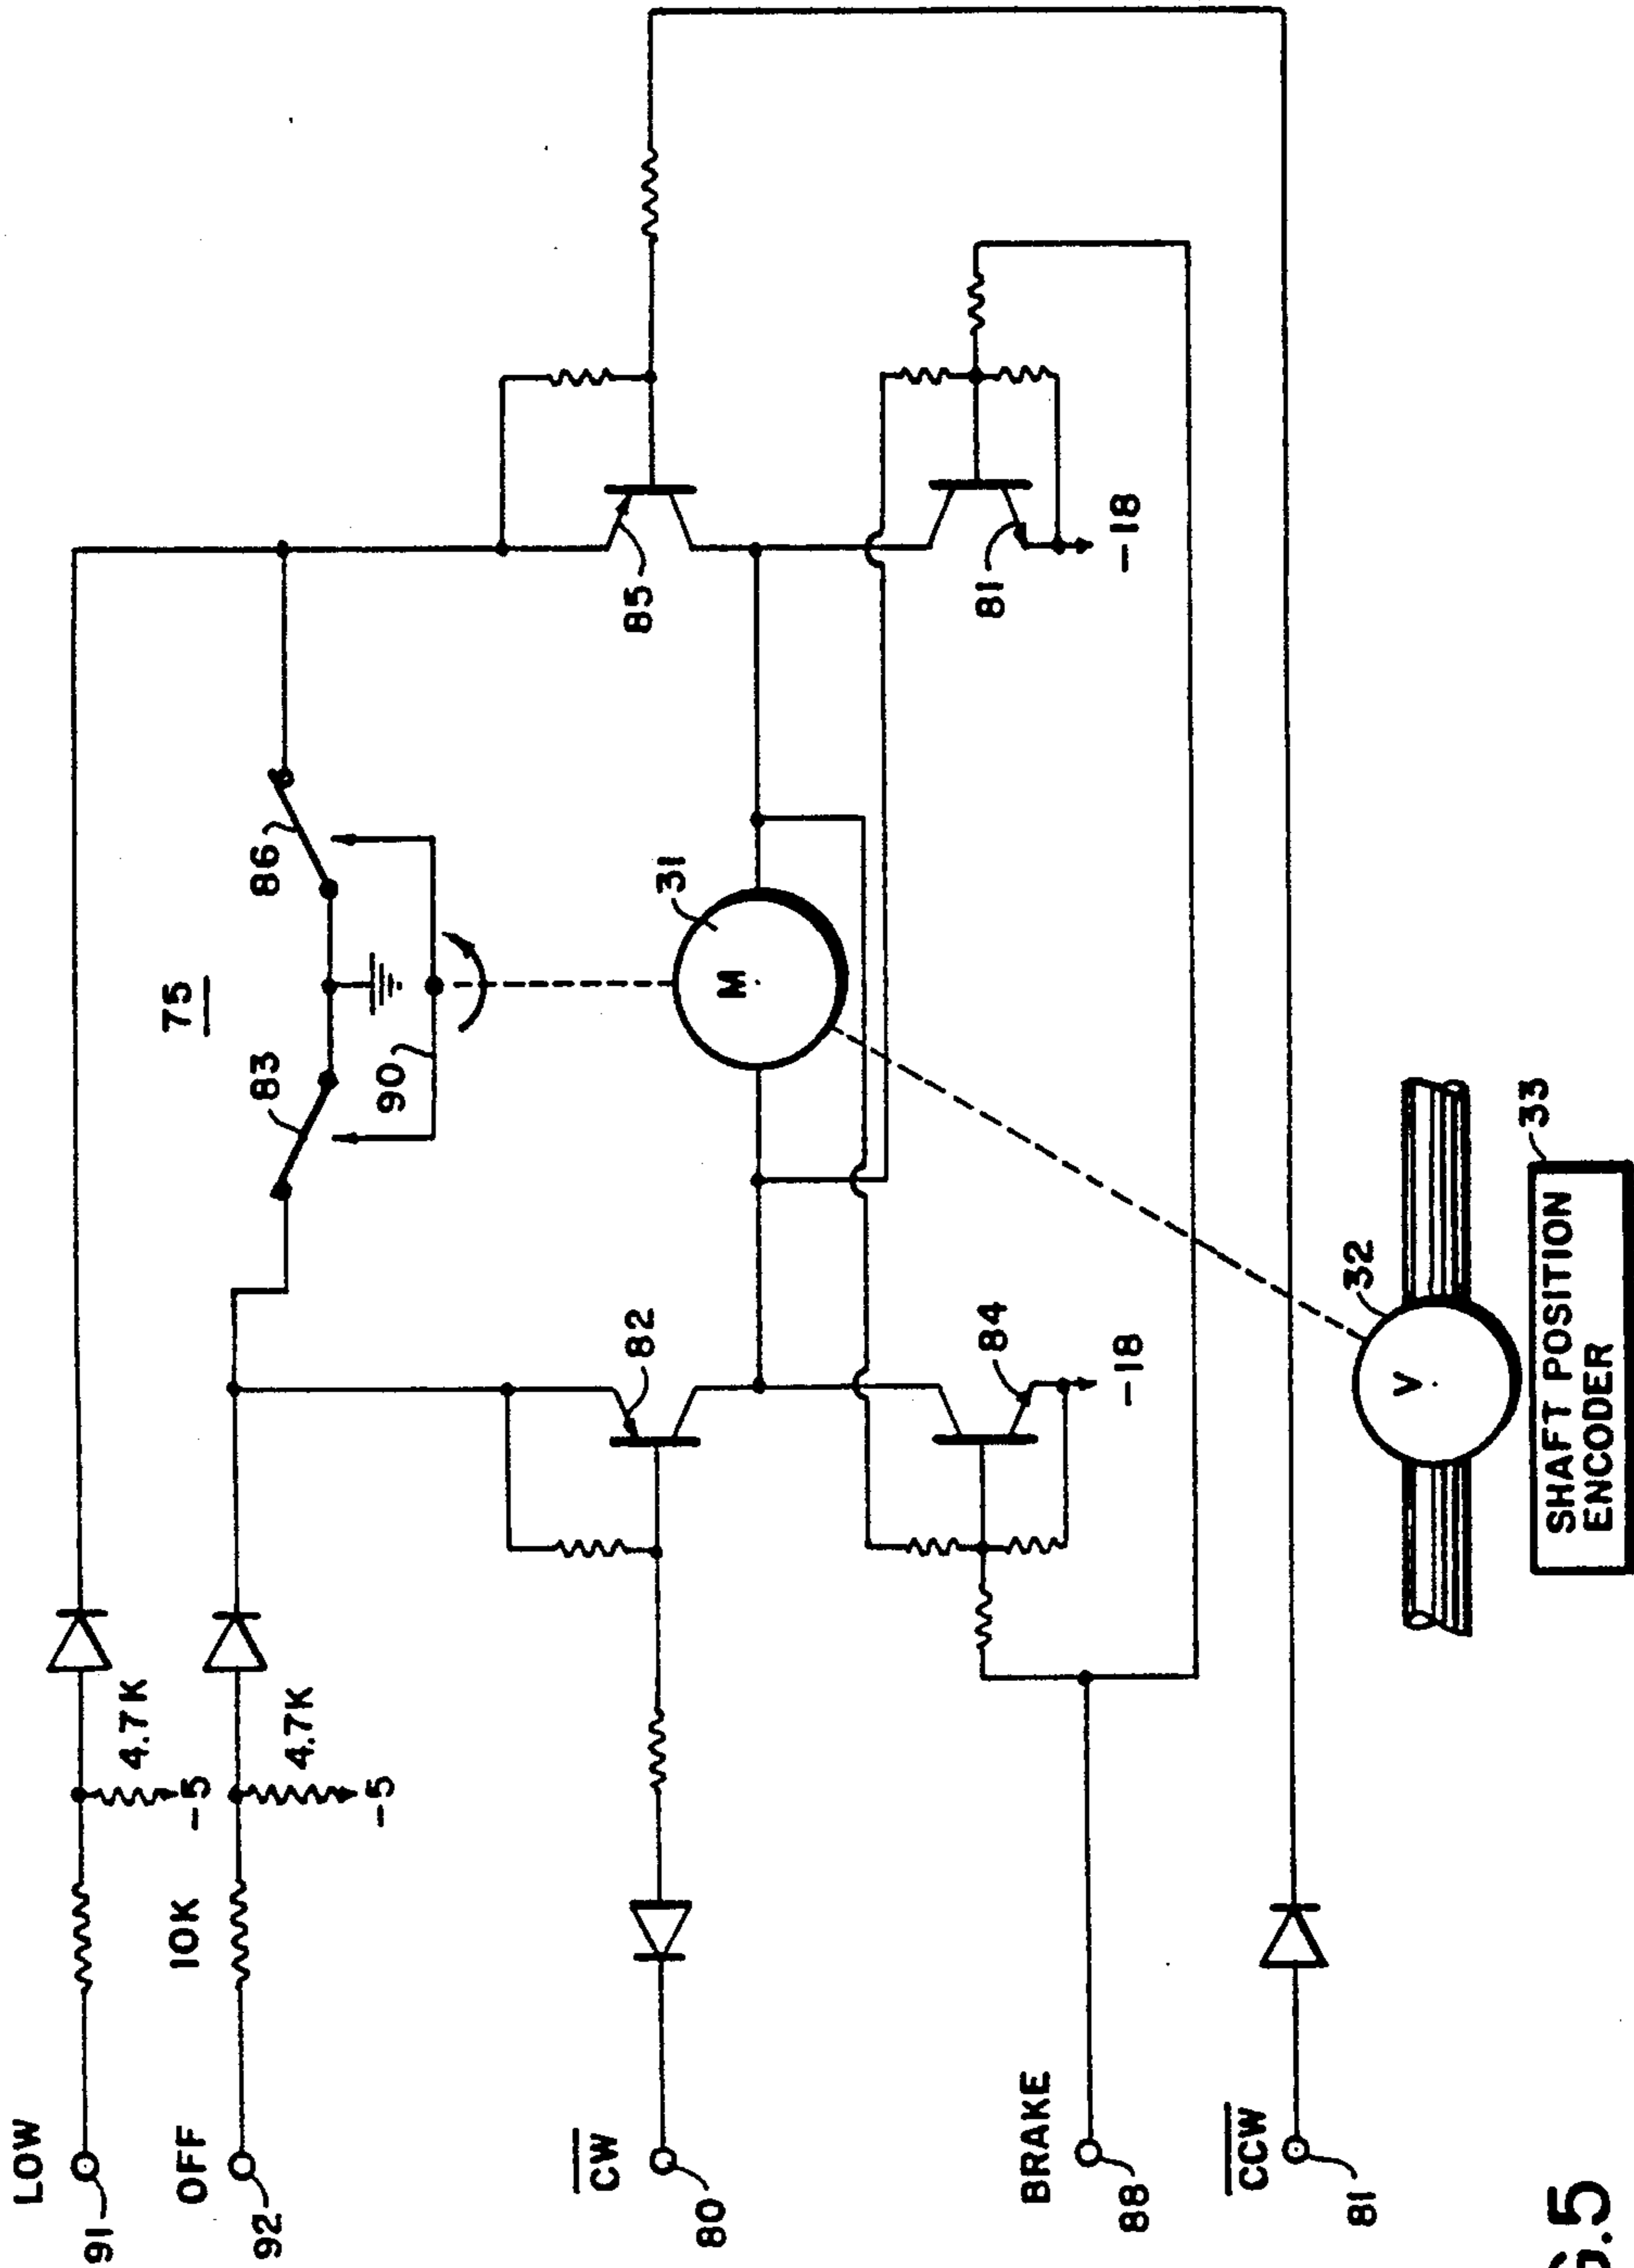 LOW
91
4.7K
-5
OFF
10K
92
4.7K
-5
75
83
86
90
CW
80
82
85
31
M
BRAKE
88
84
-18
81
-18
CCW
81
32
V
SHAFT POSITION
ENCODER
33
G.5